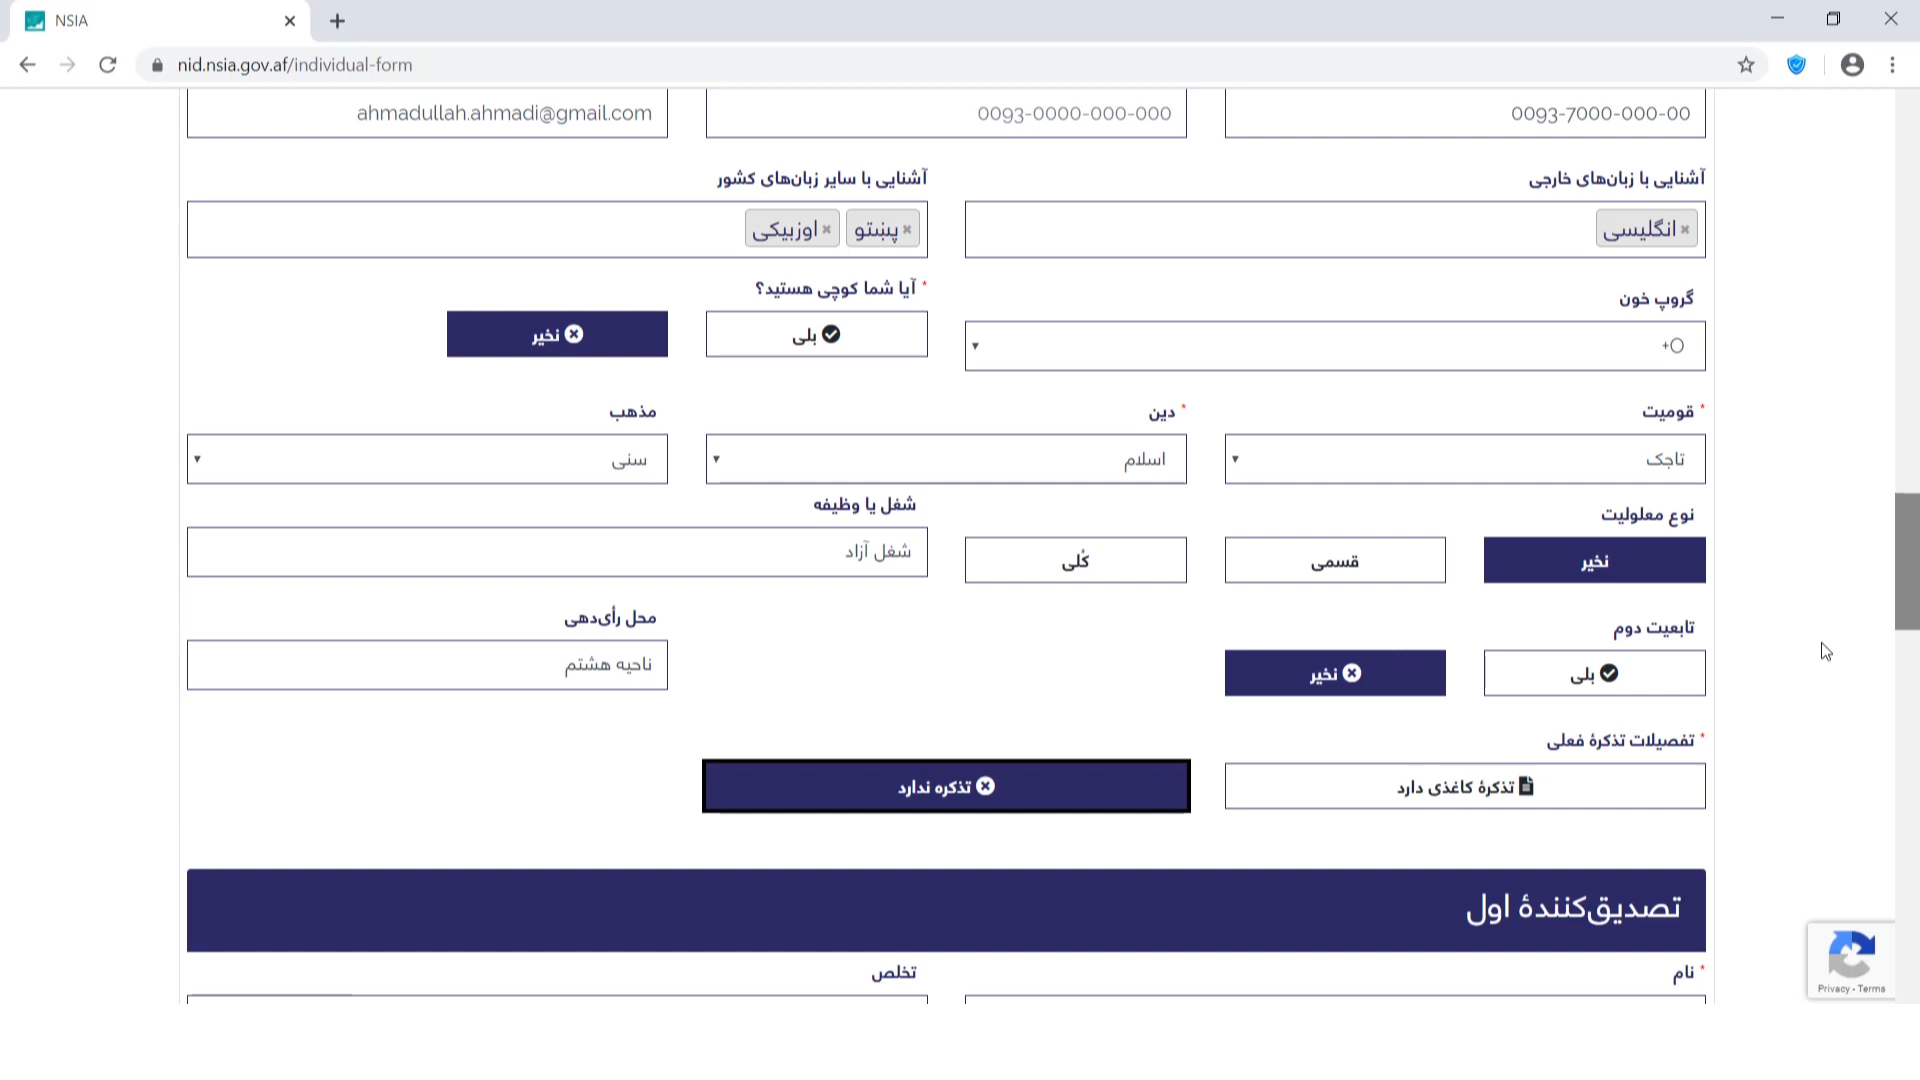 NSIA
nid.nsia.gov.af/individual-form
0093-7000-000-00
0093-0000-000-000
ahmadullah.ahmadi@gmail.com
آشنایی با زبان‌های خارجی
آشنایی با سایر زبان‌های کشور
× انگلیسی
× پښتو
× اوزبیکی
گروپ خون
* آیا شما کوچی هستید؟
O+
بلی
نخیر
* قومیت
* دین
مذهب
تاجک
اسلام
سنی
نوع معلولیت
شغل یا وظیفه
نخیر
قسمی
کُلی
شغل آزاد
تابعیت دوم
محل رأی‌دهی
بلی
نخیر
ناحیه هشتم
* تفصیلات تذکرهٔ فعلی
تذکرهٔ کاغذی دارد
تذکره ندارد
تصدیق‌کنندهٔ اول
* نام
تخلص
Privacy - Terms